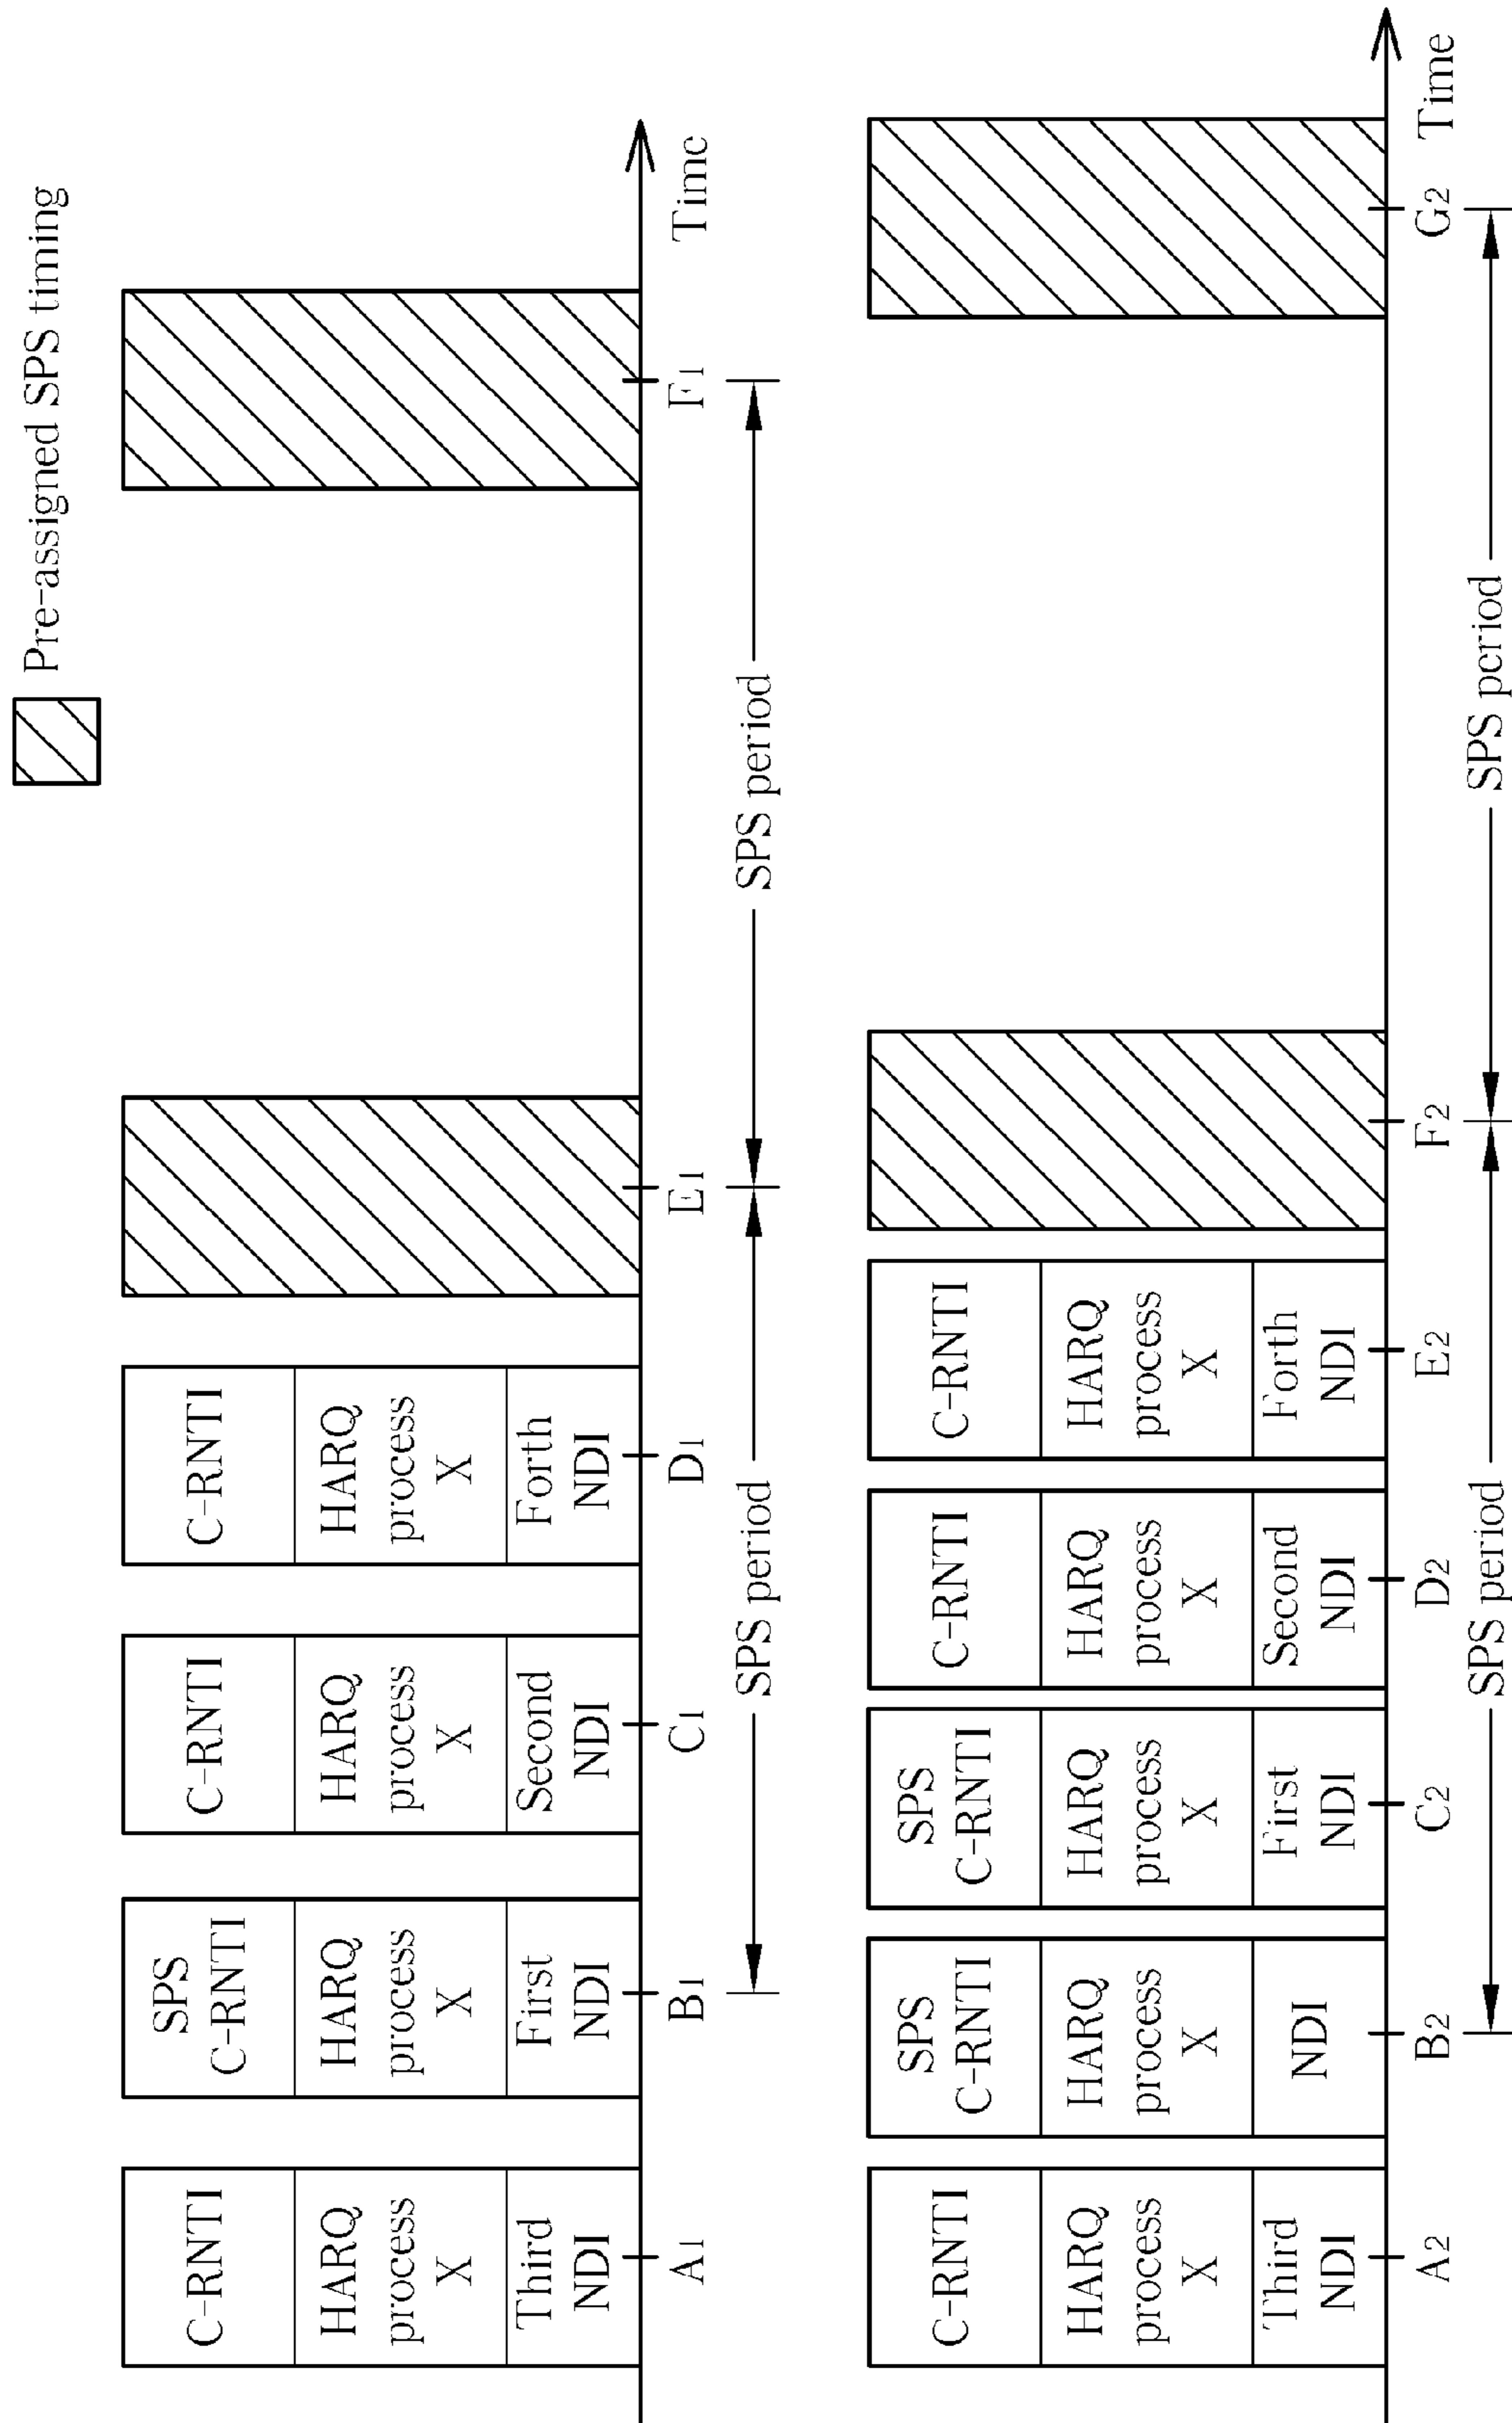 Pre-assigned SPS timing
C-RNTI
HARQ
process
X
Third
NDI
SPS
C-RNTI
HARQ
process
X
First
NDI
C-RNTI
HARQ
process
X
Second
NDI
C-RNTI
HARQ
process
X
Forth
NDI
A1
B1
C1
D1
E1
F1
Time
SPS period
SPS period
C-RNTI
HARQ
process
X
Third
NDI
SPS
C-RNTI
HARQ
process
X
NDI
SPS
C-RNTI
HARQ
process
X
First
NDI
C-RNTI
HARQ
process
X
Second
NDI
C-RNTI
HARQ
process
X
Forth
NDI
A2
B2
C2
D2
E2
F2
G2
Time
SPS period
SPS period